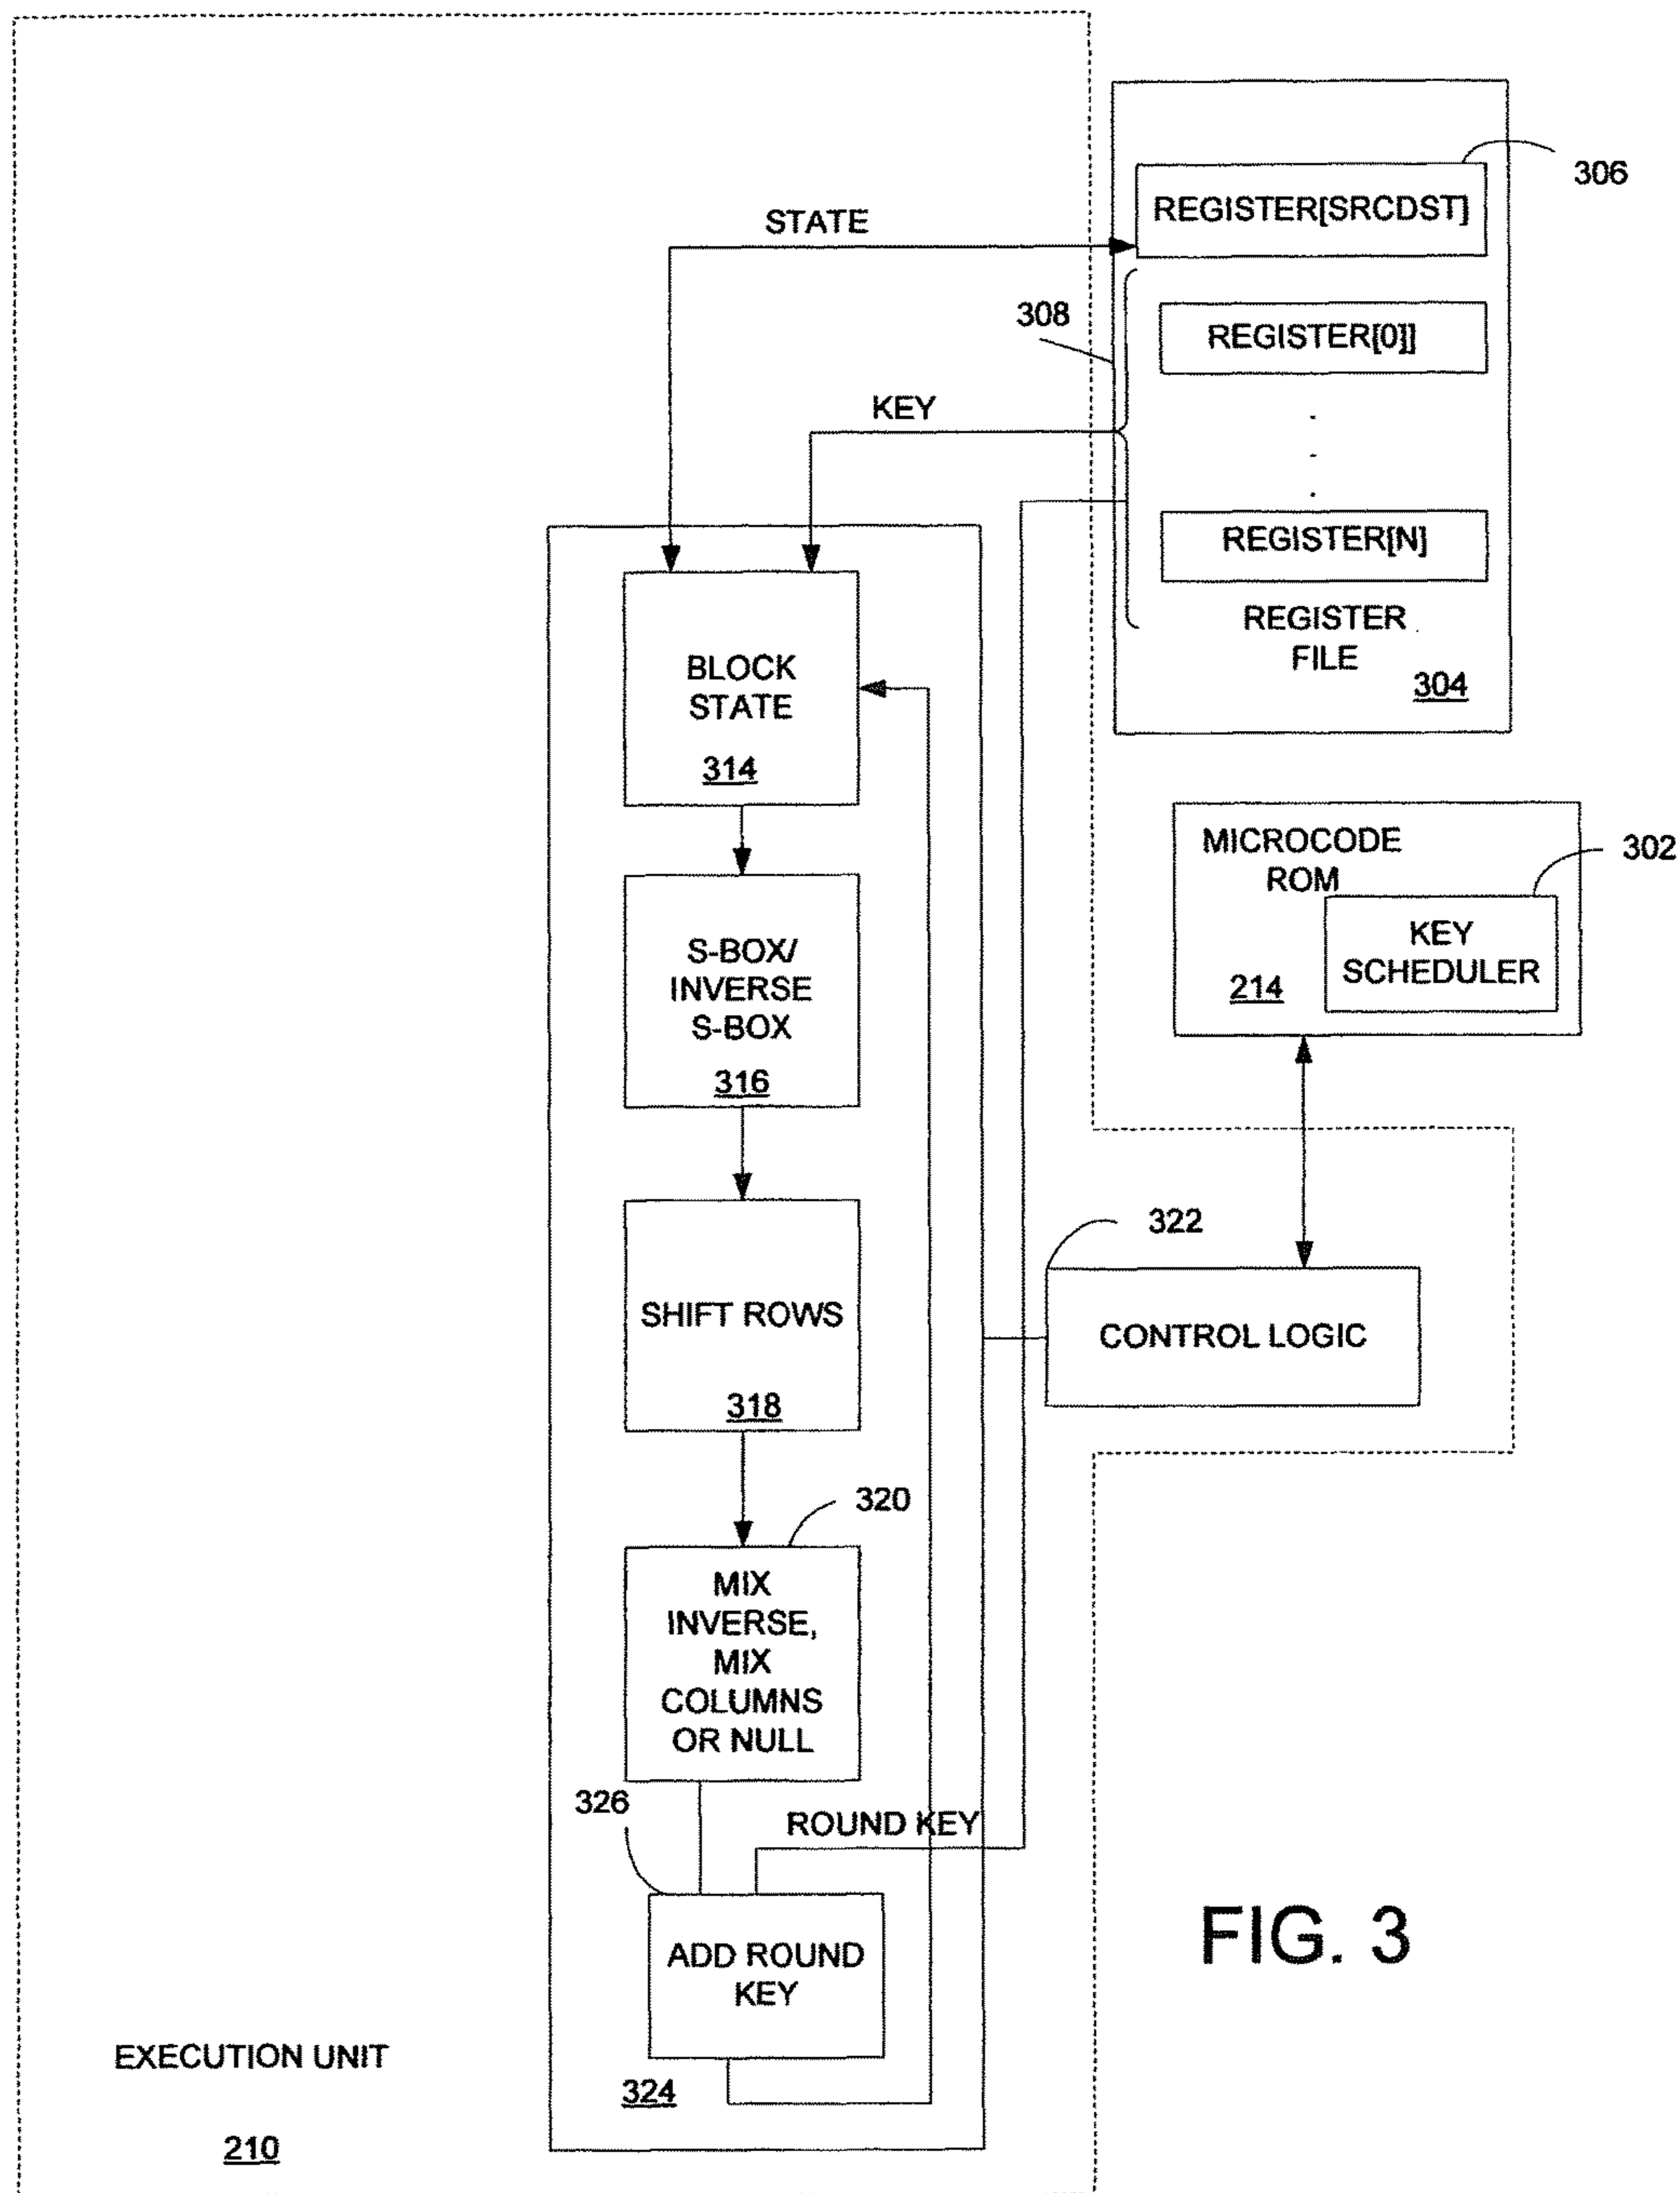 306
REGISTER[SRCDST]
STATE
308
REGISTER[0]]
KEY
REGISTER[N]
REGISTER
FILE
304
BLOCK
STATE
314
MICROCODE
ROM
302
KEY
SCHEDULER
214
S-BOX/
INVERSE
S-BOX
316
322
SHIFT ROWS
318
CONTROL LOGIC
320
MIX
INVERSE,
MIX
COLUMNS
OR NULL
326
ROUND KEY
ADD ROUND
KEY
324
FIG. 3
EXECUTION UNIT
210